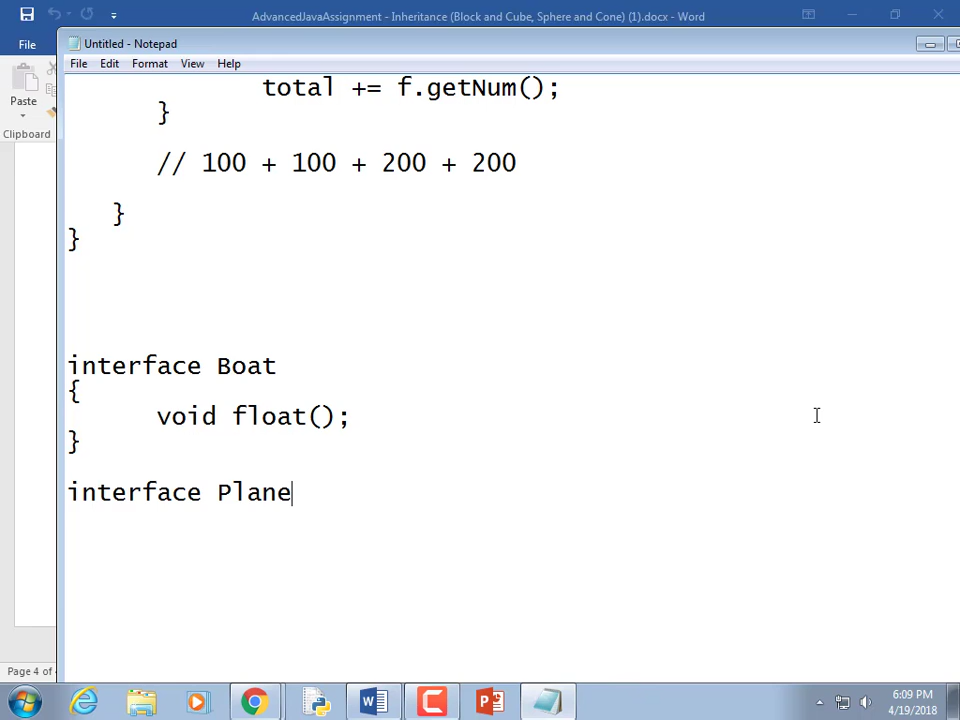 AdvancedJavaAssignment - Inheritance (Block and Cube, Sphere and Cone) (1).docx - Word
File
Untitled - Notepad
File Edit Format View Help
Paste
Clipboard
total += f.getNum();
}
// 100 + 100 + 200 + 200
}
}
interface Boat
{
void float();
}
interface Plane
Page 4 of
6:09 PM
4/19/2018